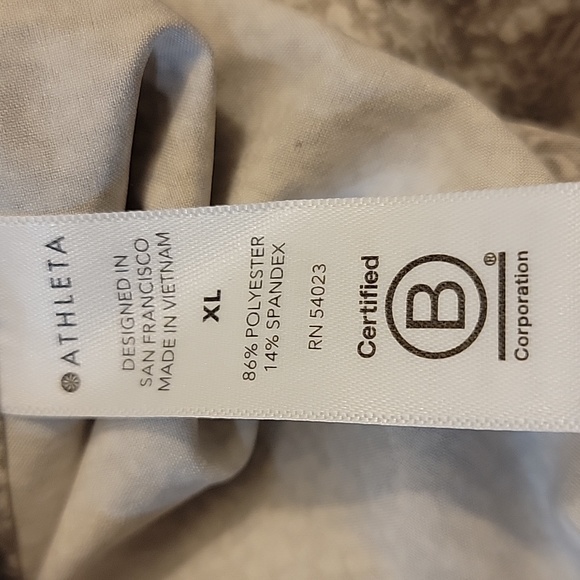 ATHLETA
DESIGNED IN
SAN FRANCISCO
MADE IN VIETNAM
XL
86% POLYESTER
14% SPANDEX
RN 54023
Certified
B®
Corporation